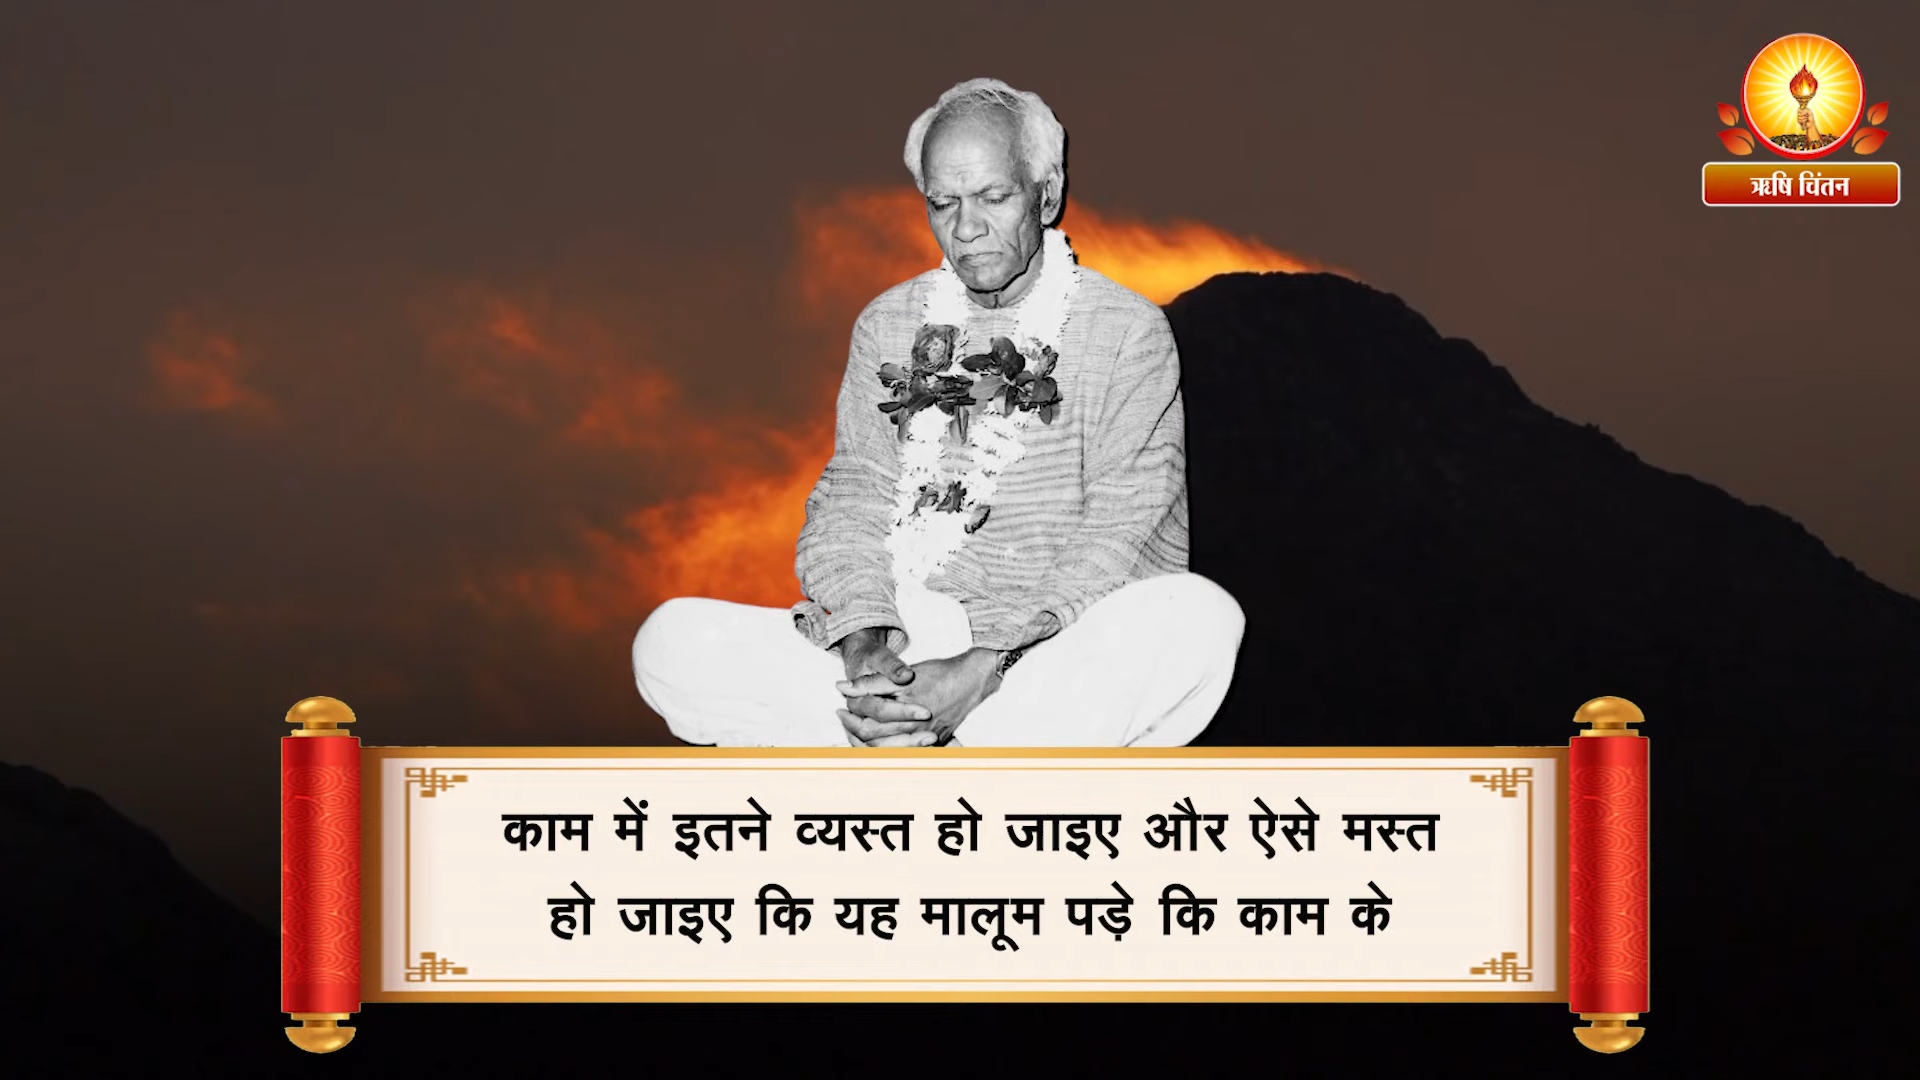 ऋषि चिंतन
काम में इतने व्यस्त हो जाइए और ऐसे मस्त
हो जाइए कि यह मालूम पड़े कि काम के